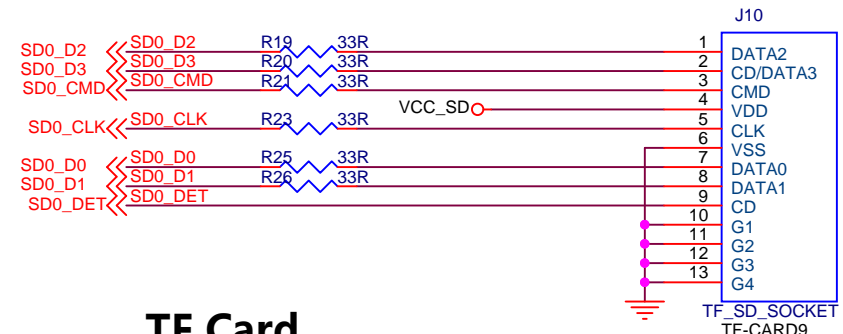 J10
SD0_D2 SD0_D2 R19 33R 1 DATA2
SD0_D3 SD0_D3 R20 33R 2 CD/DATA3
SD0_CMD SD0_CMD R21 33R 3 CMD
VCC_SD 4 VDD
SD0_CLK SD0_CLK R23 33R 5 CLK
6 VSS
SD0_D0 SD0_D0 R25 33R 7 DATA0
SD0_D1 SD0_D1 R26 33R 8 DATA1
SD0_DET SD0_DET 9 CD
10 G1
11 G2
12 G3
13 G4
TF_SD_SOCKET
TF-CARD9
TF Card